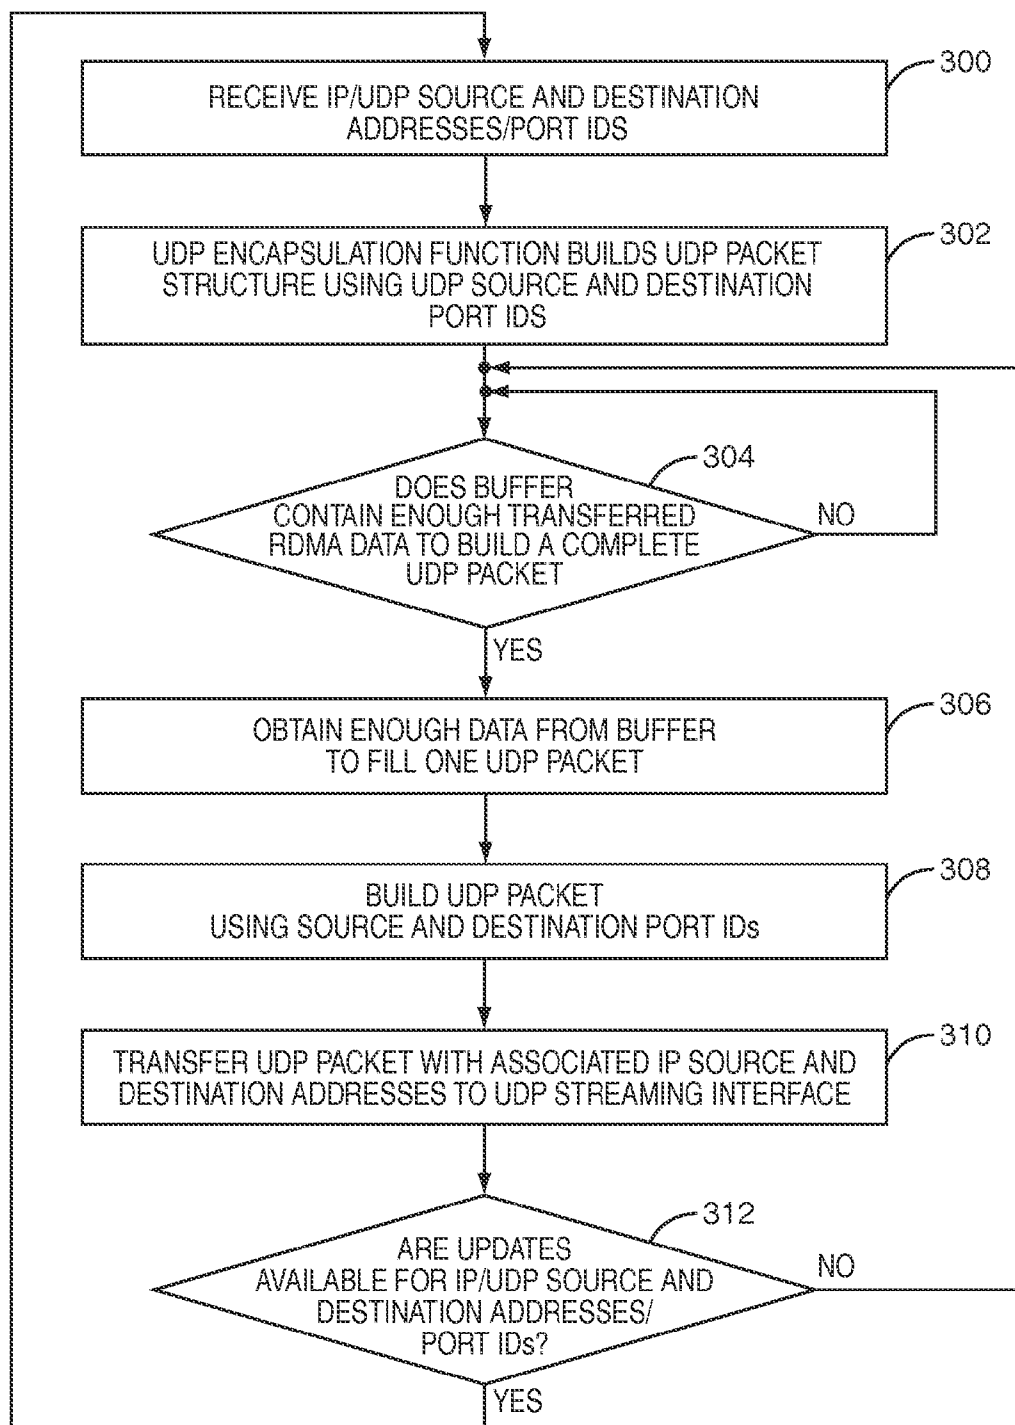 300
RECEIVE IP/UDP SOURCE AND DESTINATION
ADDRESSES/PORT IDS
302
UDP ENCAPSULATION FUNCTION BUILDS UDP PACKET
STRUCTURE USING UDP SOURCE AND DESTINATION
PORT IDS
304
DOES BUFFER
CONTAIN ENOUGH TRANSFERRED
RDMA DATA TO BUILD A COMPLETE
UDP PACKET
NO
YES
306
OBTAIN ENOUGH DATA FROM BUFFER
TO FILL ONE UDP PACKET
308
BUILD UDP PACKET
USING SOURCE AND DESTINATION PORT IDs
310
TRANSFER UDP PACKET WITH ASSOCIATED IP SOURCE AND
DESTINATION ADDRESSES TO UDP STREAMING INTERFACE
312
ARE UPDATES
AVAILABLE FOR IP/UDP SOURCE AND
DESTINATION ADDRESSES/
PORT IDs?
NO
YES